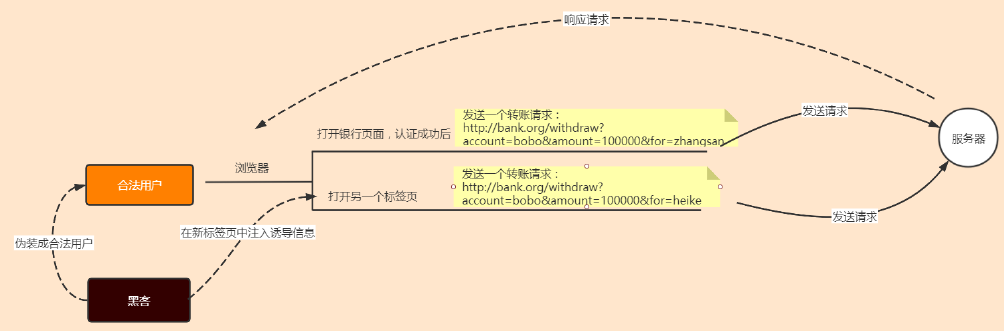 响应请求
发送一个转账请求：
http://bank.org/withdraw?
account=bobo&amount=100000&for=zhangsan
打开银行页面，认证成功后
发送请求
服务器
浏览器
合法用户
发送一个转账请求：
http://bank.org/withdraw?
account=bobo&amount=100000&for=heike
打开另一个标签页
发送请求
在新标签页中注入诱导信息
伪装成合法用户
黑客